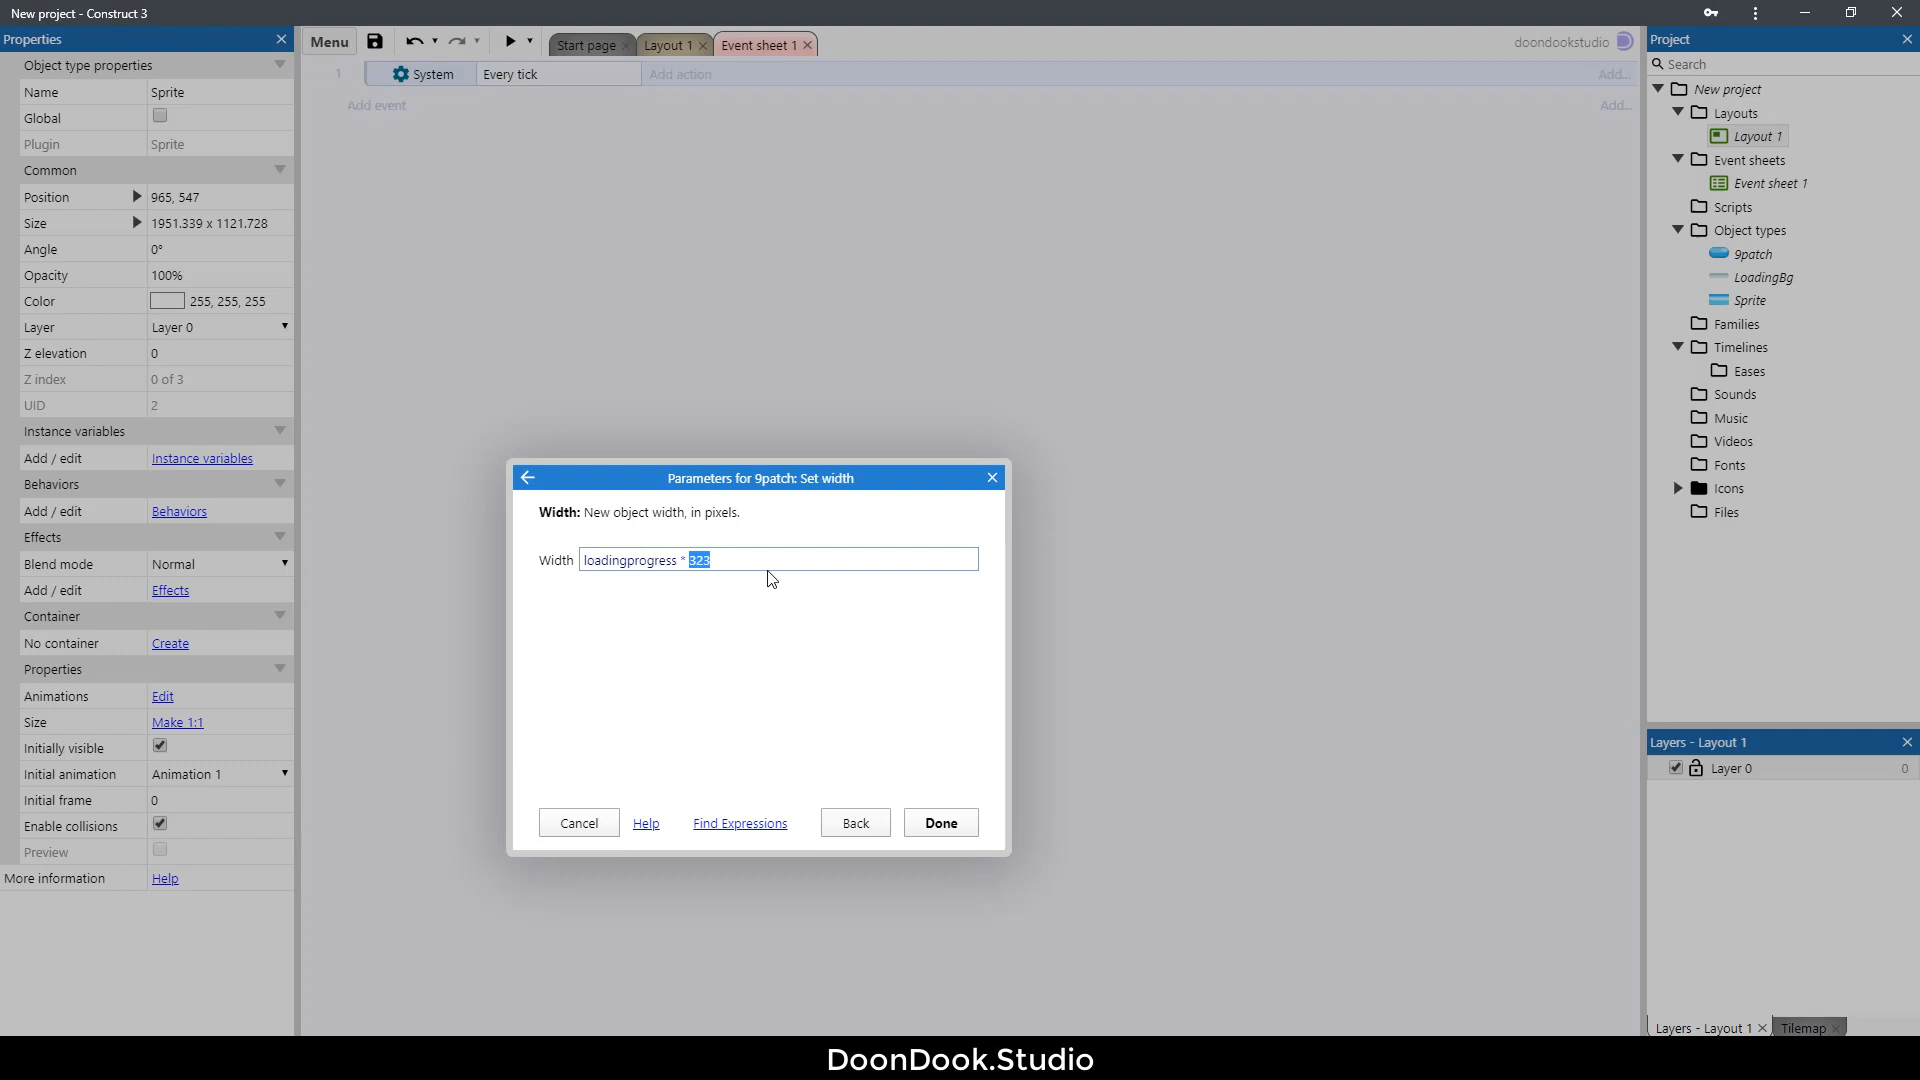 New project - Construct 3
Properties
Object type properties
Name Sprite
Global
Plugin Sprite
Common
Position 965, 547
Size 1951.339 x 1121.728
Angle 0°
Opacity 100%
Color 255, 255, 255
Layer Layer 0
Z elevation 0
Z index 0 of 3
UID 2
Instance variables
Add / edit Instance variables
Behaviors
Add / edit Behaviors
Effects
Blend mode Normal
Add / edit Effects
Container
No container Create
Properties
Animations Edit
Size Make 1:1
Initially visible
Initial animation Animation 1
Initial frame 0
Enable collisions
Preview
More information Help
Menu
Start page
Layout 1
Event sheet 1
doondookstudio
1 System Every tick Add action Add...
Add event Add...
Parameters for 9patch: Set width
Width: New object width, in pixels.
Width loadingprogress * 323
Cancel Help Find Expressions Back Done
Project
Search
New project
Layouts
Layout 1
Event sheets
Event sheet 1
Scripts
Object types
9patch
LoadingBg
Sprite
Families
Timelines
Eases
Sounds
Music
Videos
Fonts
Icons
Files
Layers - Layout 1
Layer 0 0
Layers - Layout 1 Tilemap
DoonDook.Studio